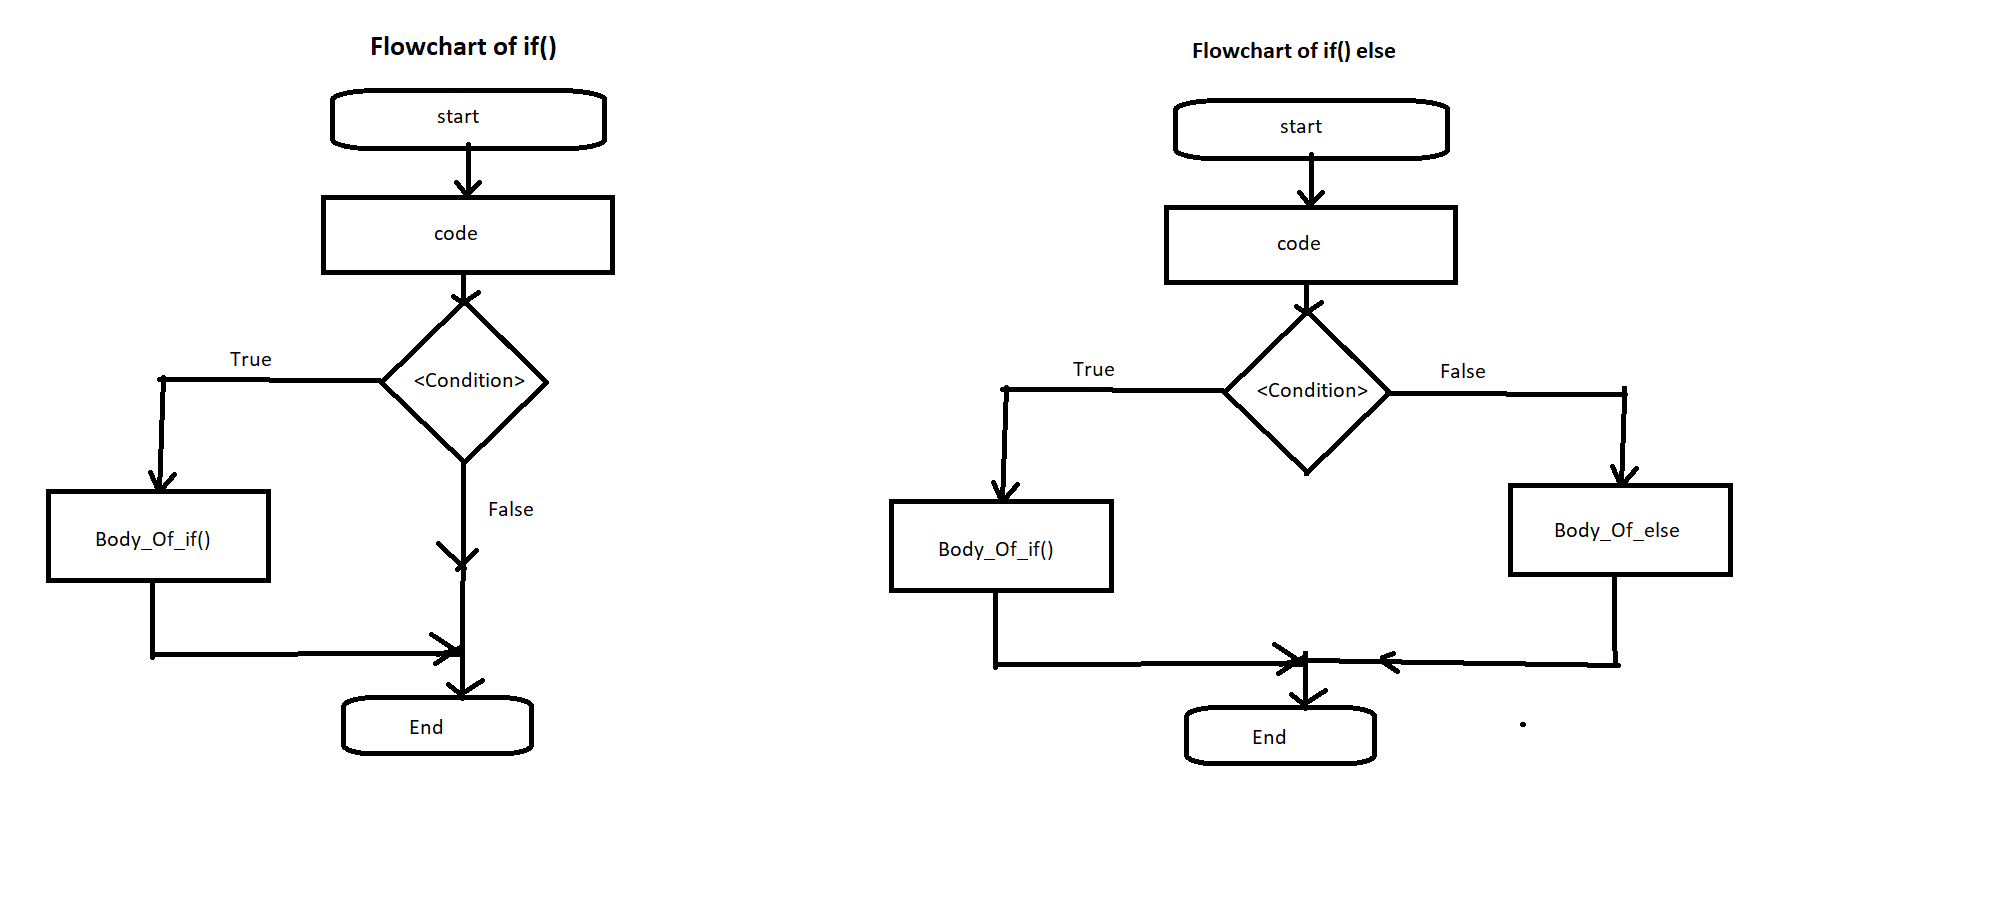 Flowchart of if()
start
code
<Condition>
True
False
Body_Of_if()
End
Flowchart of if() else
start
code
<Condition>
True
False
Body_Of_if()
Body_Of_else
End